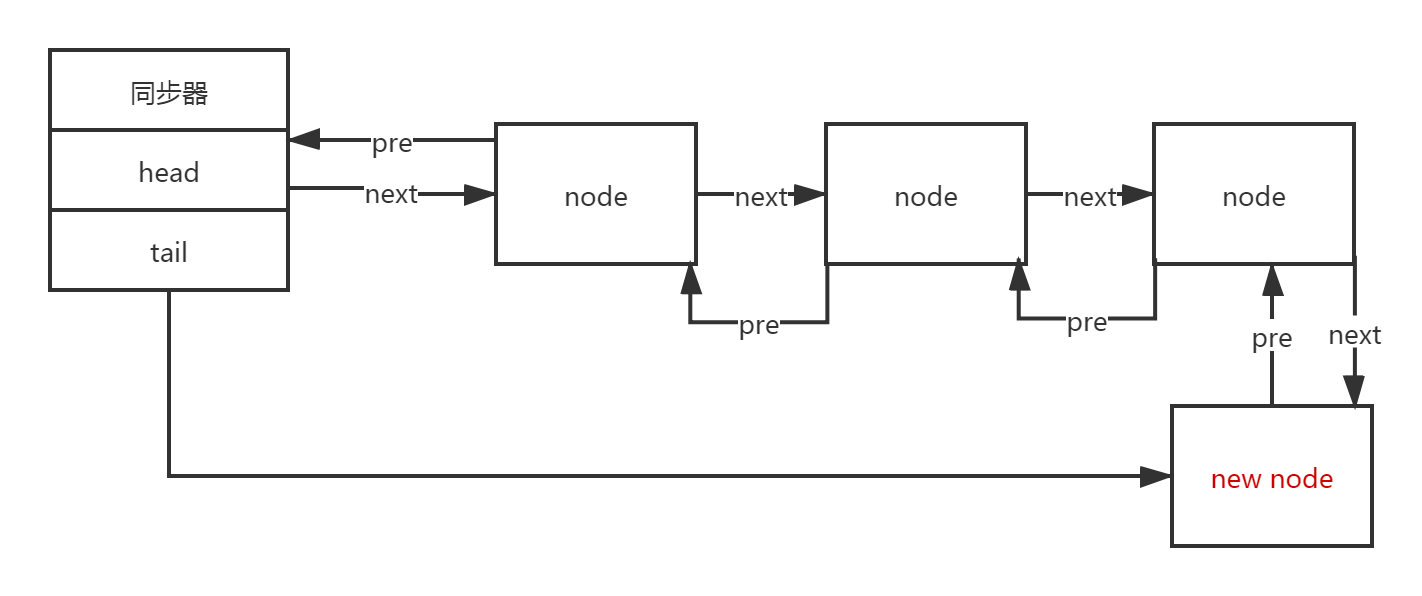 同步器
head
tail
pre
next
node
next
node
next
node
pre
pre
pre
next
new node